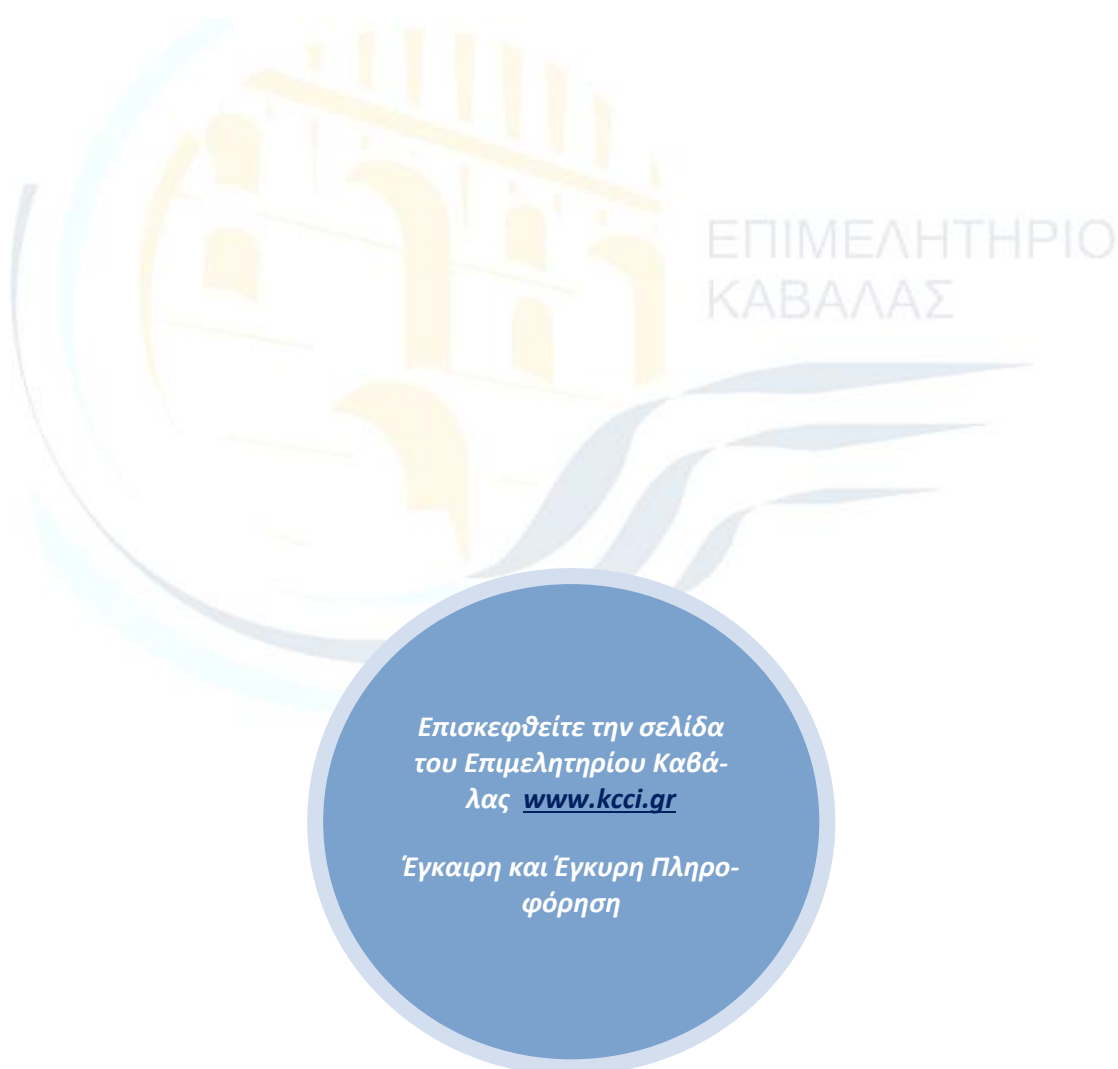 ΕΠΙΜΕΛΗΤΗΡΙΟ
ΚΑΒΑΛΑΣ
Επισκεφθείτε την σελίδα
του Επιμελητηρίου Καβά-
λας www.kcci.gr
Έγκαιρη και Έγκυρη Πληρο-
φόρηση